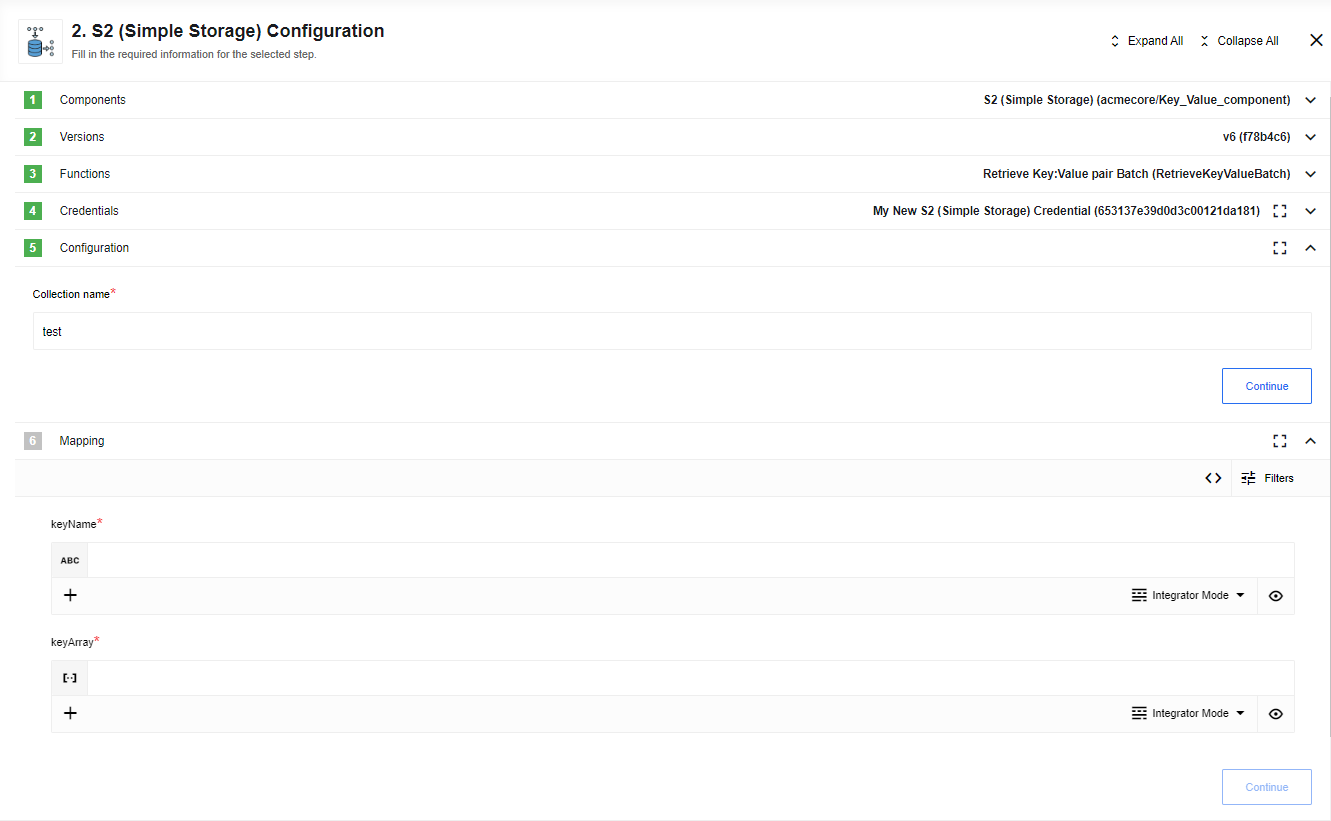 2. S2 (Simple Storage) Configuration
Fill in the required information for the selected step.
Expand All
Collapse All
1 Components S2 (Simple Storage) (acmecore/Key_Value_component)
2 Versions v6 (f78b4c6)
3 Functions Retrieve Key:Value pair Batch (RetrieveKeyValueBatch)
4 Credentials My New S2 (Simple Storage) Credential (653137e39d0d3c00121da181)
5 Configuration
Collection name*
test
Continue
6 Mapping
Filters
keyName*
ABC
Integrator Mode
keyArray*
Integrator Mode
Continue